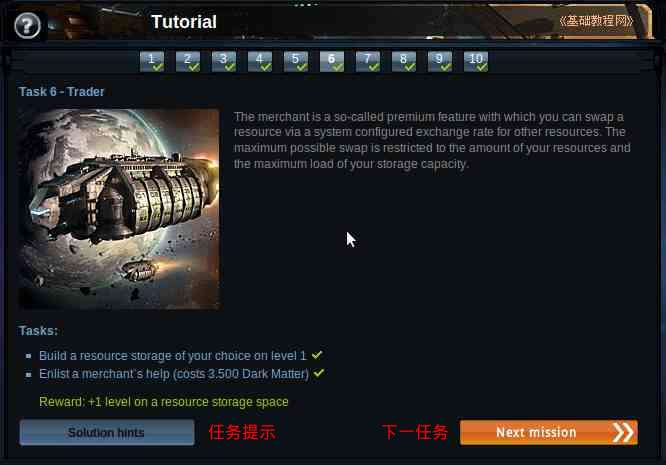 ?
Tutorial
《基础教程网》
1 2 3 4 5 6 7 8 9 10
Task 6 - Trader
The merchant is a so-called premium feature with which you can swap a
resource via a system configured exchange rate for other resources. The
maximum possible swap is restricted to the amount of your resources and
the maximum load of your storage capacity.
Tasks:
Build a resource storage of your choice on level 1
Enlist a merchant`s help (costs 3.500 Dark Matter)
Reward: +1 level on a resource storage space
Solution hints 任务提示 下一任务 Next mission